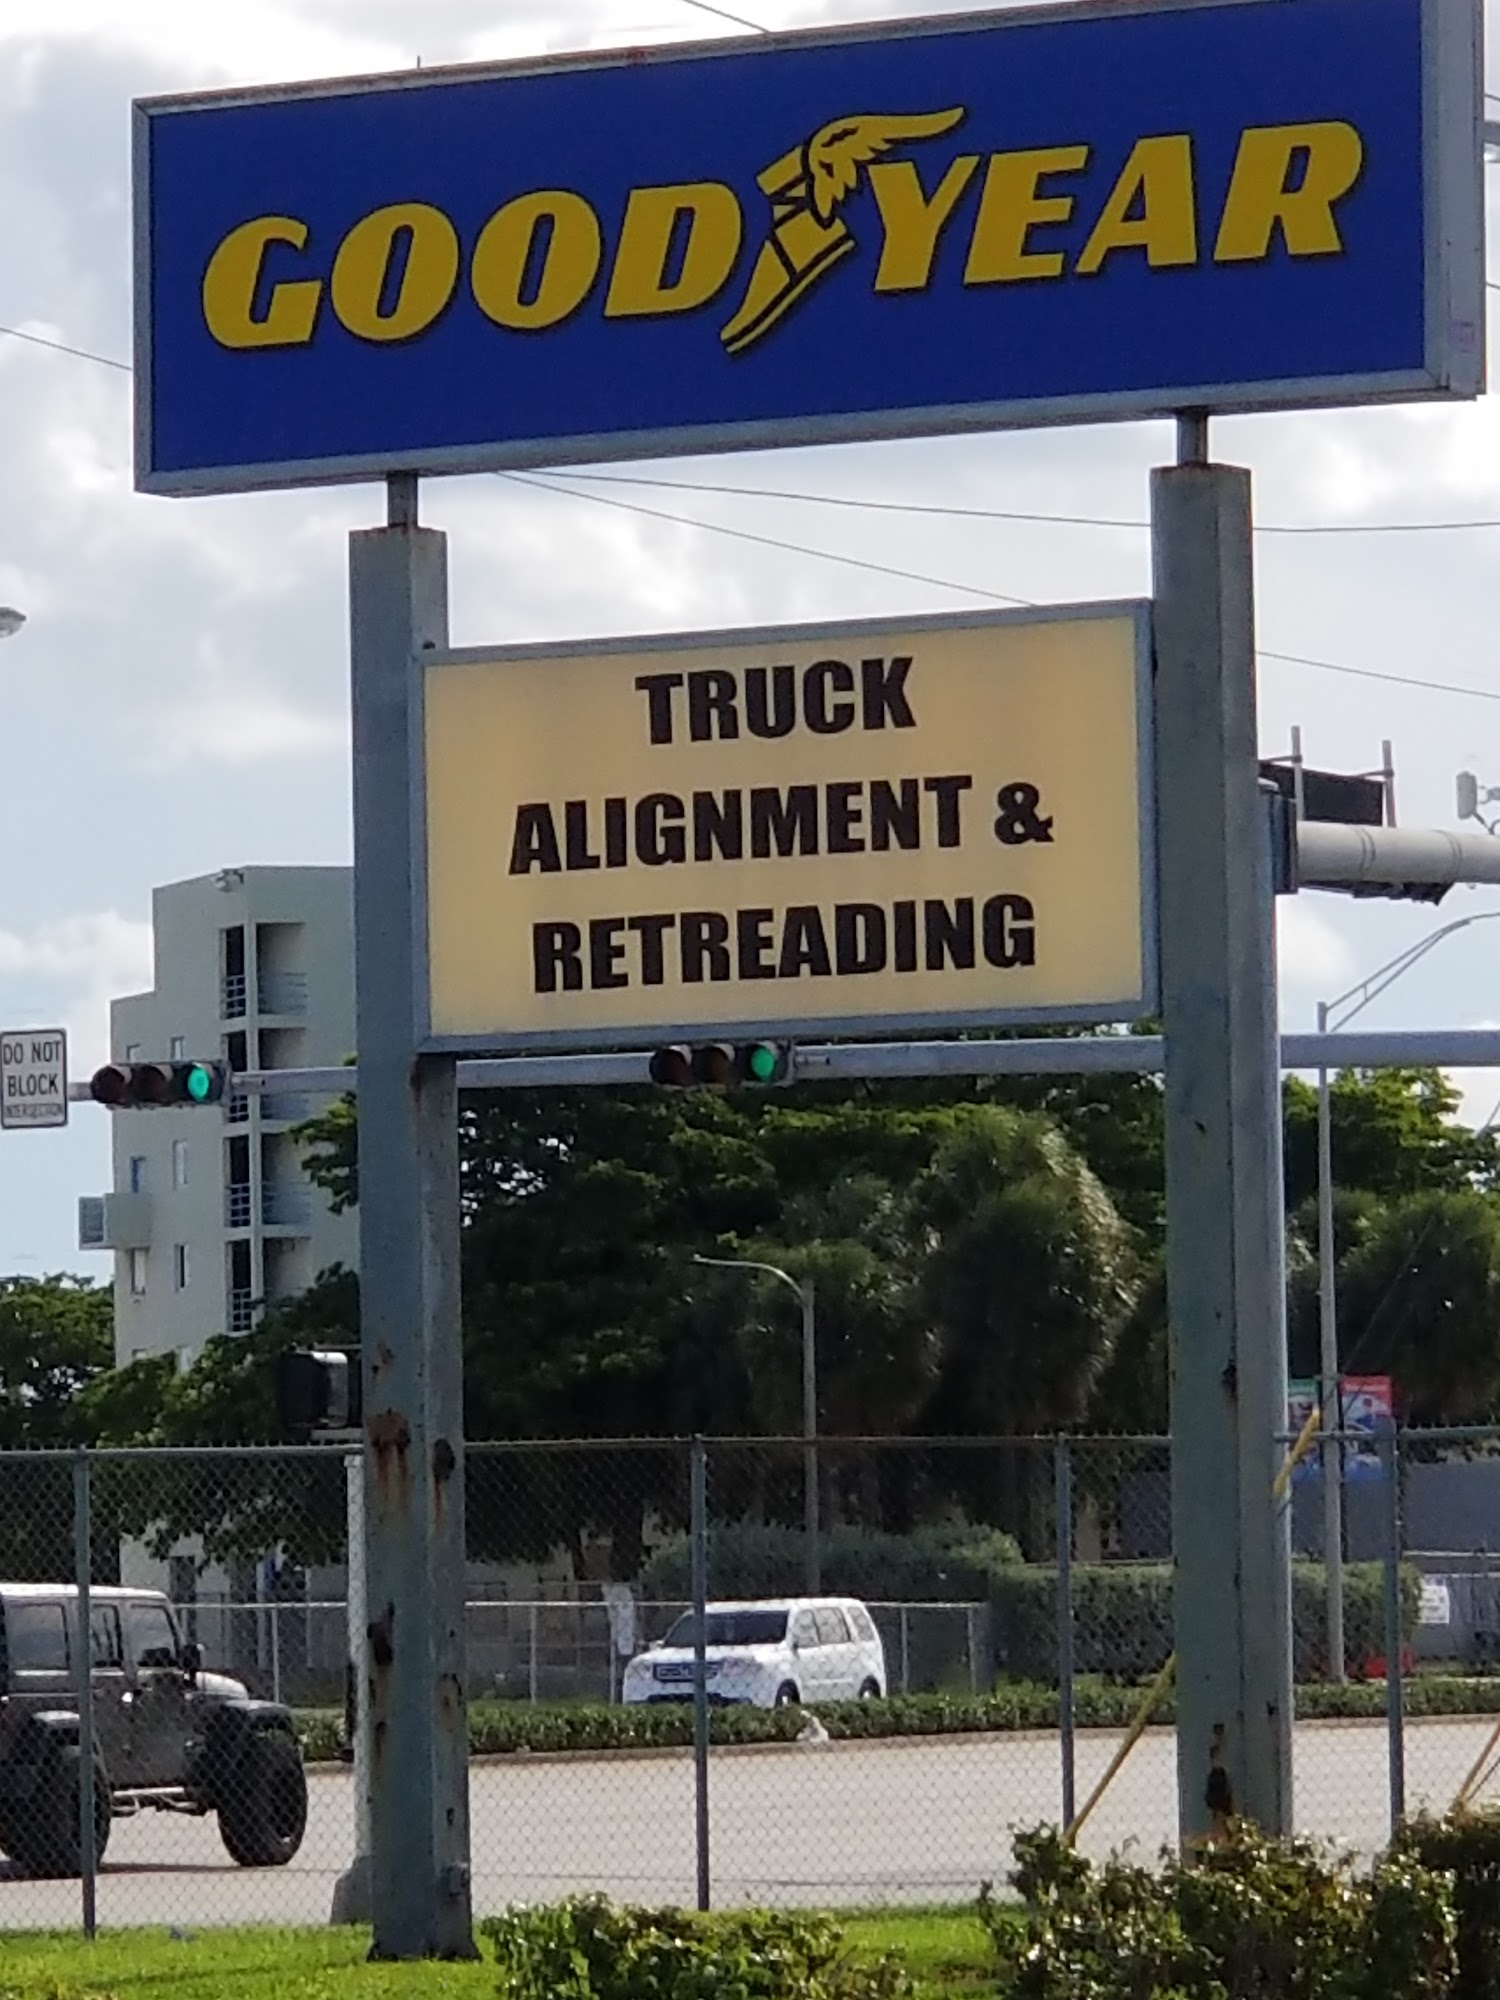 GOODYEAR
TRUCK
ALIGNMENT &
RETREADING
DO NOT
BLOCK
INTERSECTION